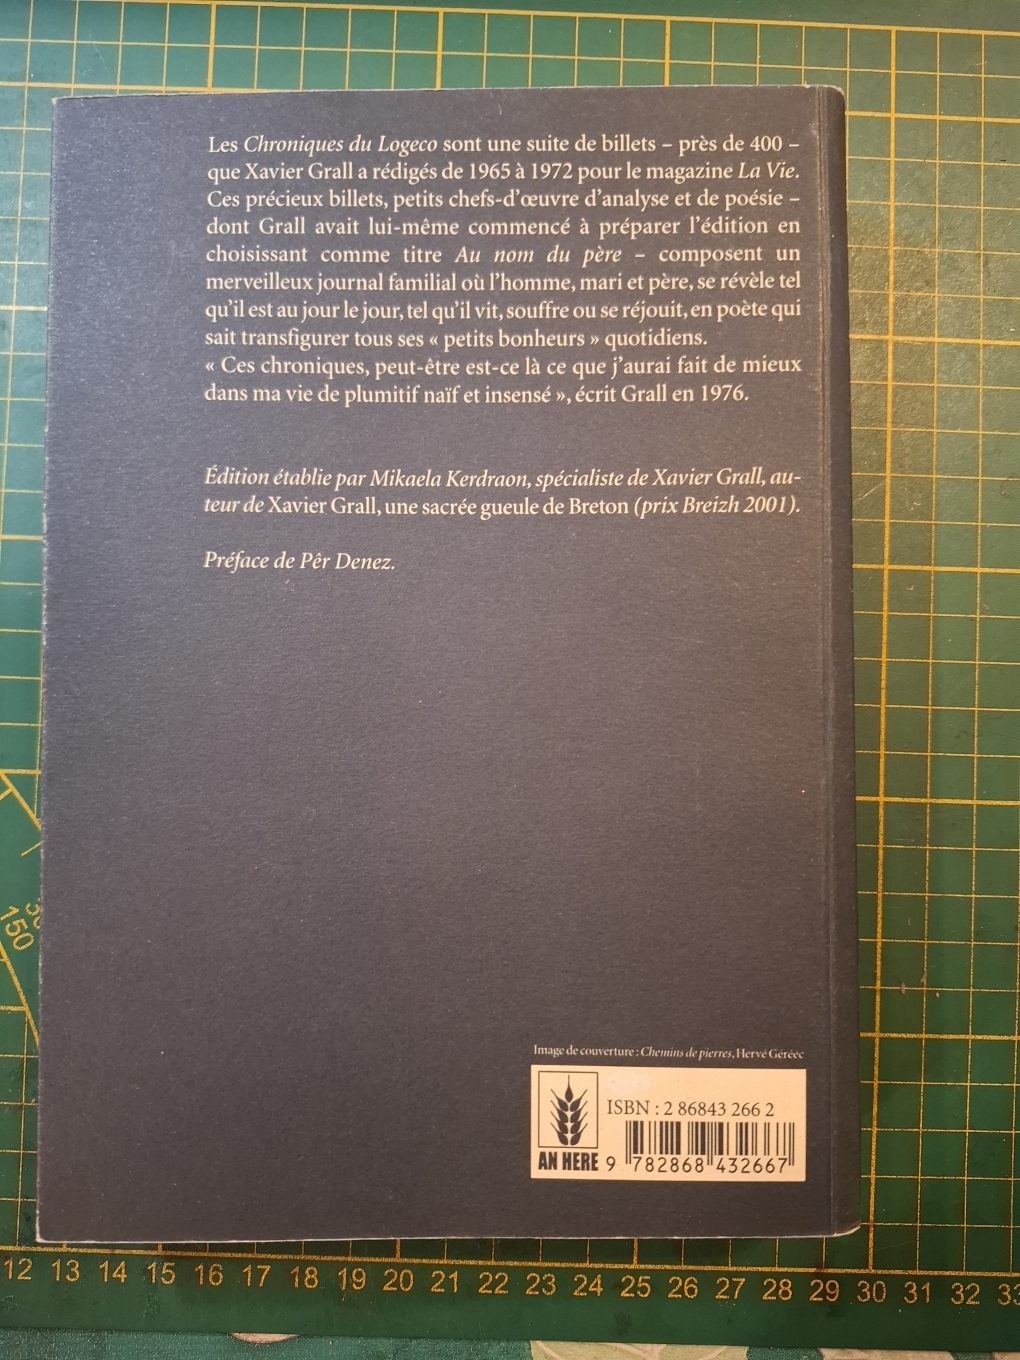 Les Chroniques du Logeco sont une suite de billets – près de 400 –
que Xavier Grall a rédigés de 1965 à 1972 pour le magazine La Vie.
Ces précieux billets, petits chefs-d'œuvre d'analyse et de poésie –
dont Grall avait lui-même commencé à préparer l'édition en
choisissant comme titre Au nom du père – composent un
merveilleux journal familial où l'homme, mari et père, se révèle tel
qu'il est au jour le jour, tel qu'il vit, souffre ou se réjouit, en poète qui
sait transfigurer tous ses « petits bonheurs » quotidiens.
« Ces chroniques, peut-être est-ce là ce que j'aurai fait de mieux
dans ma vie de plumitif naïf et insensé », écrit Grall en 1976.
Édition établie par Mikaela Kerdraon, spécialiste de Xavier Grall, au-
teur de Xavier Grall, une sacrée gueule de Breton (prix Breizh 2001).
Préface de Pêr Denez.
Image de couverture : Chemins de pierres, Hervé Géréec
ISBN : 2 86843 266 2
AN HERE
9 782868 432667
150
12 13 14 15 16 17 18 19 20 21 22 23 24 25 26 27 28 29 30 31 32 33